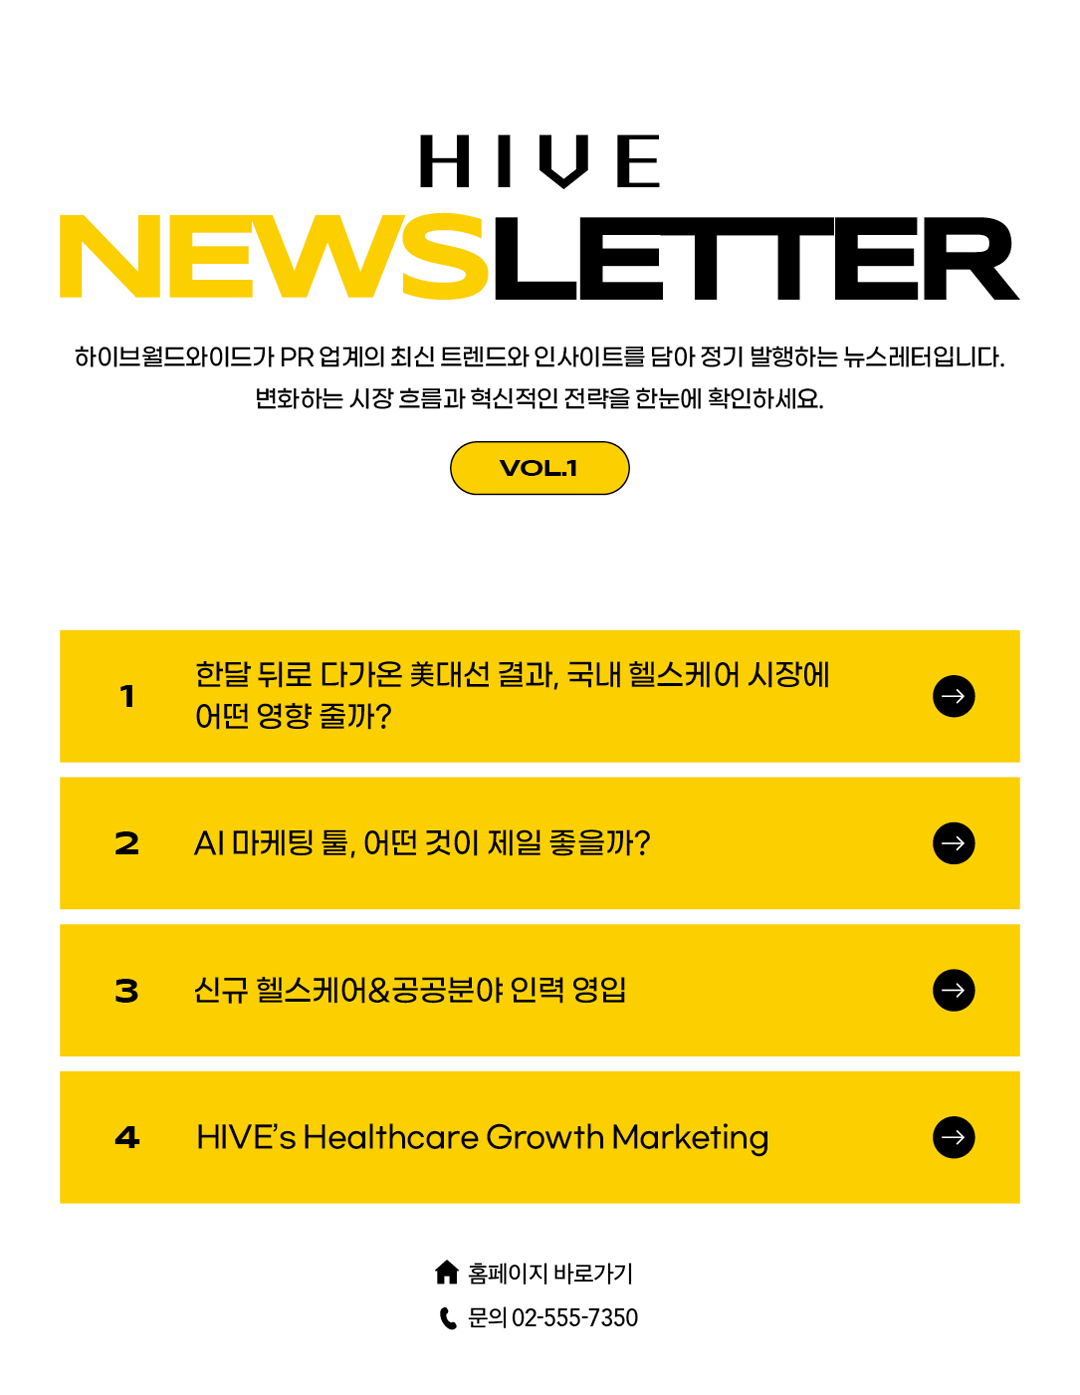 HIVE
NEWSLETTER
하이브월드와이드가 PR 업계의 최신 트렌드와 인사이트를 담아 정기 발행하는 뉴스레터입니다.
변화하는 시장 흐름과 혁신적인 전략을 한눈에 확인하세요.
VOL.1
1
한달 뒤로 다가온 美대선 결과, 국내 헬스케어 시장에
어떤 영향 줄까?
2
AI 마케팅 툴, 어떤 것이 제일 좋을까?
3
신규 헬스케어&공공분야 인력 영입
4
HIVE’s Healthcare Growth Marketing
홈페이지 바로가기
문의 02-555-7350